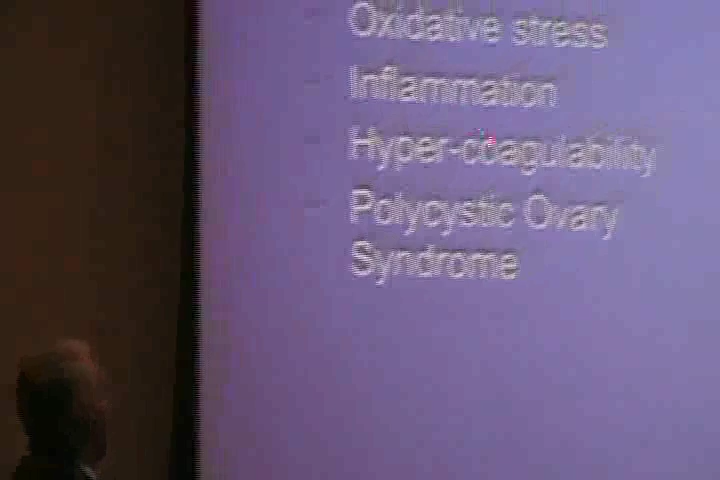 Oxidative stress
Inflammation
Hyper-coagulability
Polycystic Ovary
Syndrome